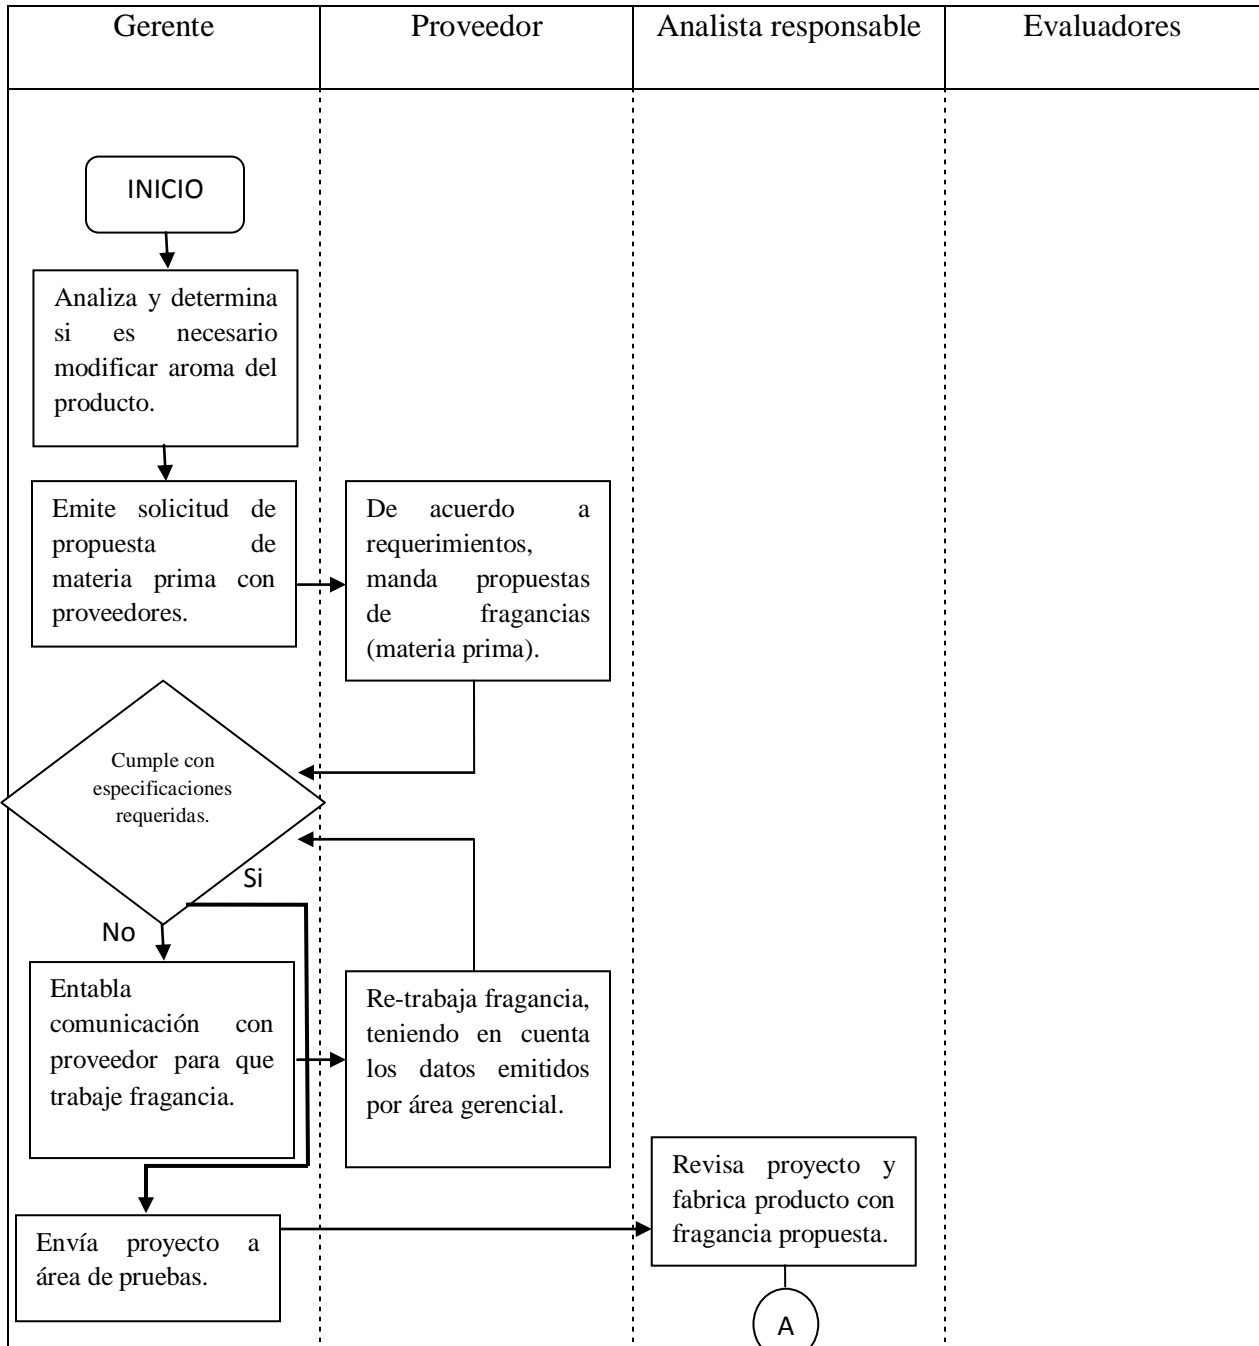 Gerente
Proveedor
Analista responsable
Evaluadores
INICIO
Analiza y determina
si es necesario
modificar aroma del
producto.
Emite solicitud de
propuesta de
materia prima con
proveedores.
De acuerdo a
requerimientos,
manda propuestas
de fragancias
(materia prima).
Cumple con
especificaciones
requeridas.
Si
No
Entabla
comunicación con
proveedor para que
trabaje fragancia.
Re-trabaja fragancia,
teniendo en cuenta
los datos emitidos
por área gerencial.
Envía proyecto a
área de pruebas.
Revisa proyecto y
fabrica producto con
fragancia propuesta.
A